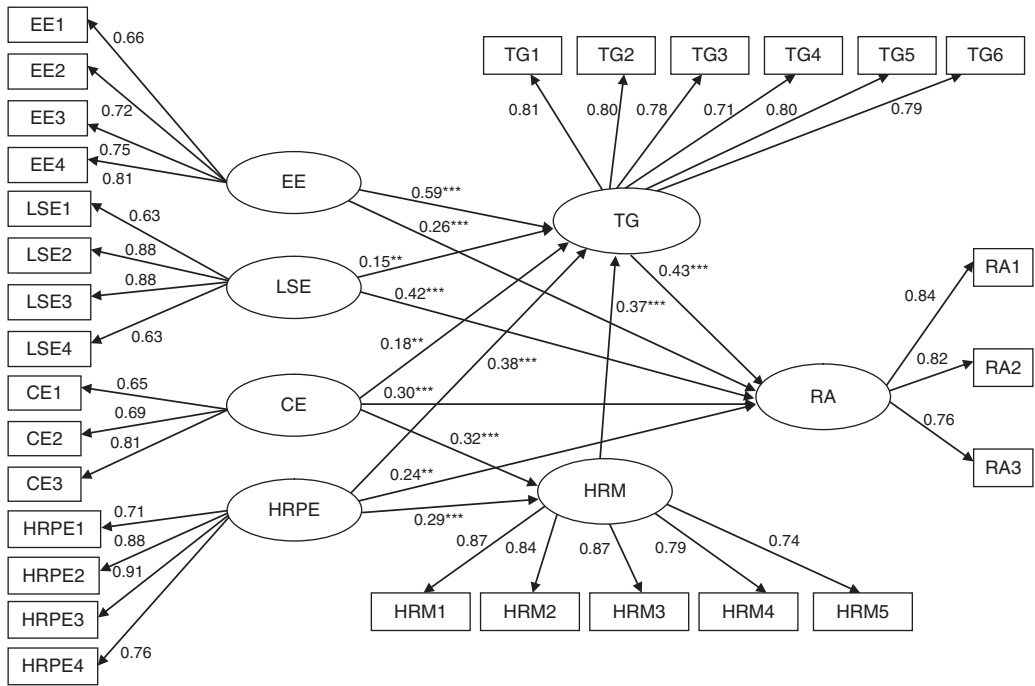 EE1
0.66
EE2
EE3
0.72
EE4
0.75
0.81
LSE1
0.63
LSE2
0.88
LSE3
0.88
LSE4
0.63
CE1
0.65
CE2
0.69
CE3
0.81
HRPE1
0.71
HRPE2
0.88
HRPE3
0.91
HRPE4
0.76
EE
LSE
CE
HRPE
0.59***
0.26***
0.15**
0.42***
0.18**
0.30***
0.38***
0.32***
0.24**
0.29***
0.37***
0.43***
TG1 TG2 TG3 TG4 TG5 TG6
0.81 0.80 0.78 0.71 0.80 0.79
TG
RA
0.84
RA1
0.82
RA2
0.76
RA3
HRM
0.87 0.84 0.87 0.79 0.74
HRM1 HRM2 HRM3 HRM4 HRM5